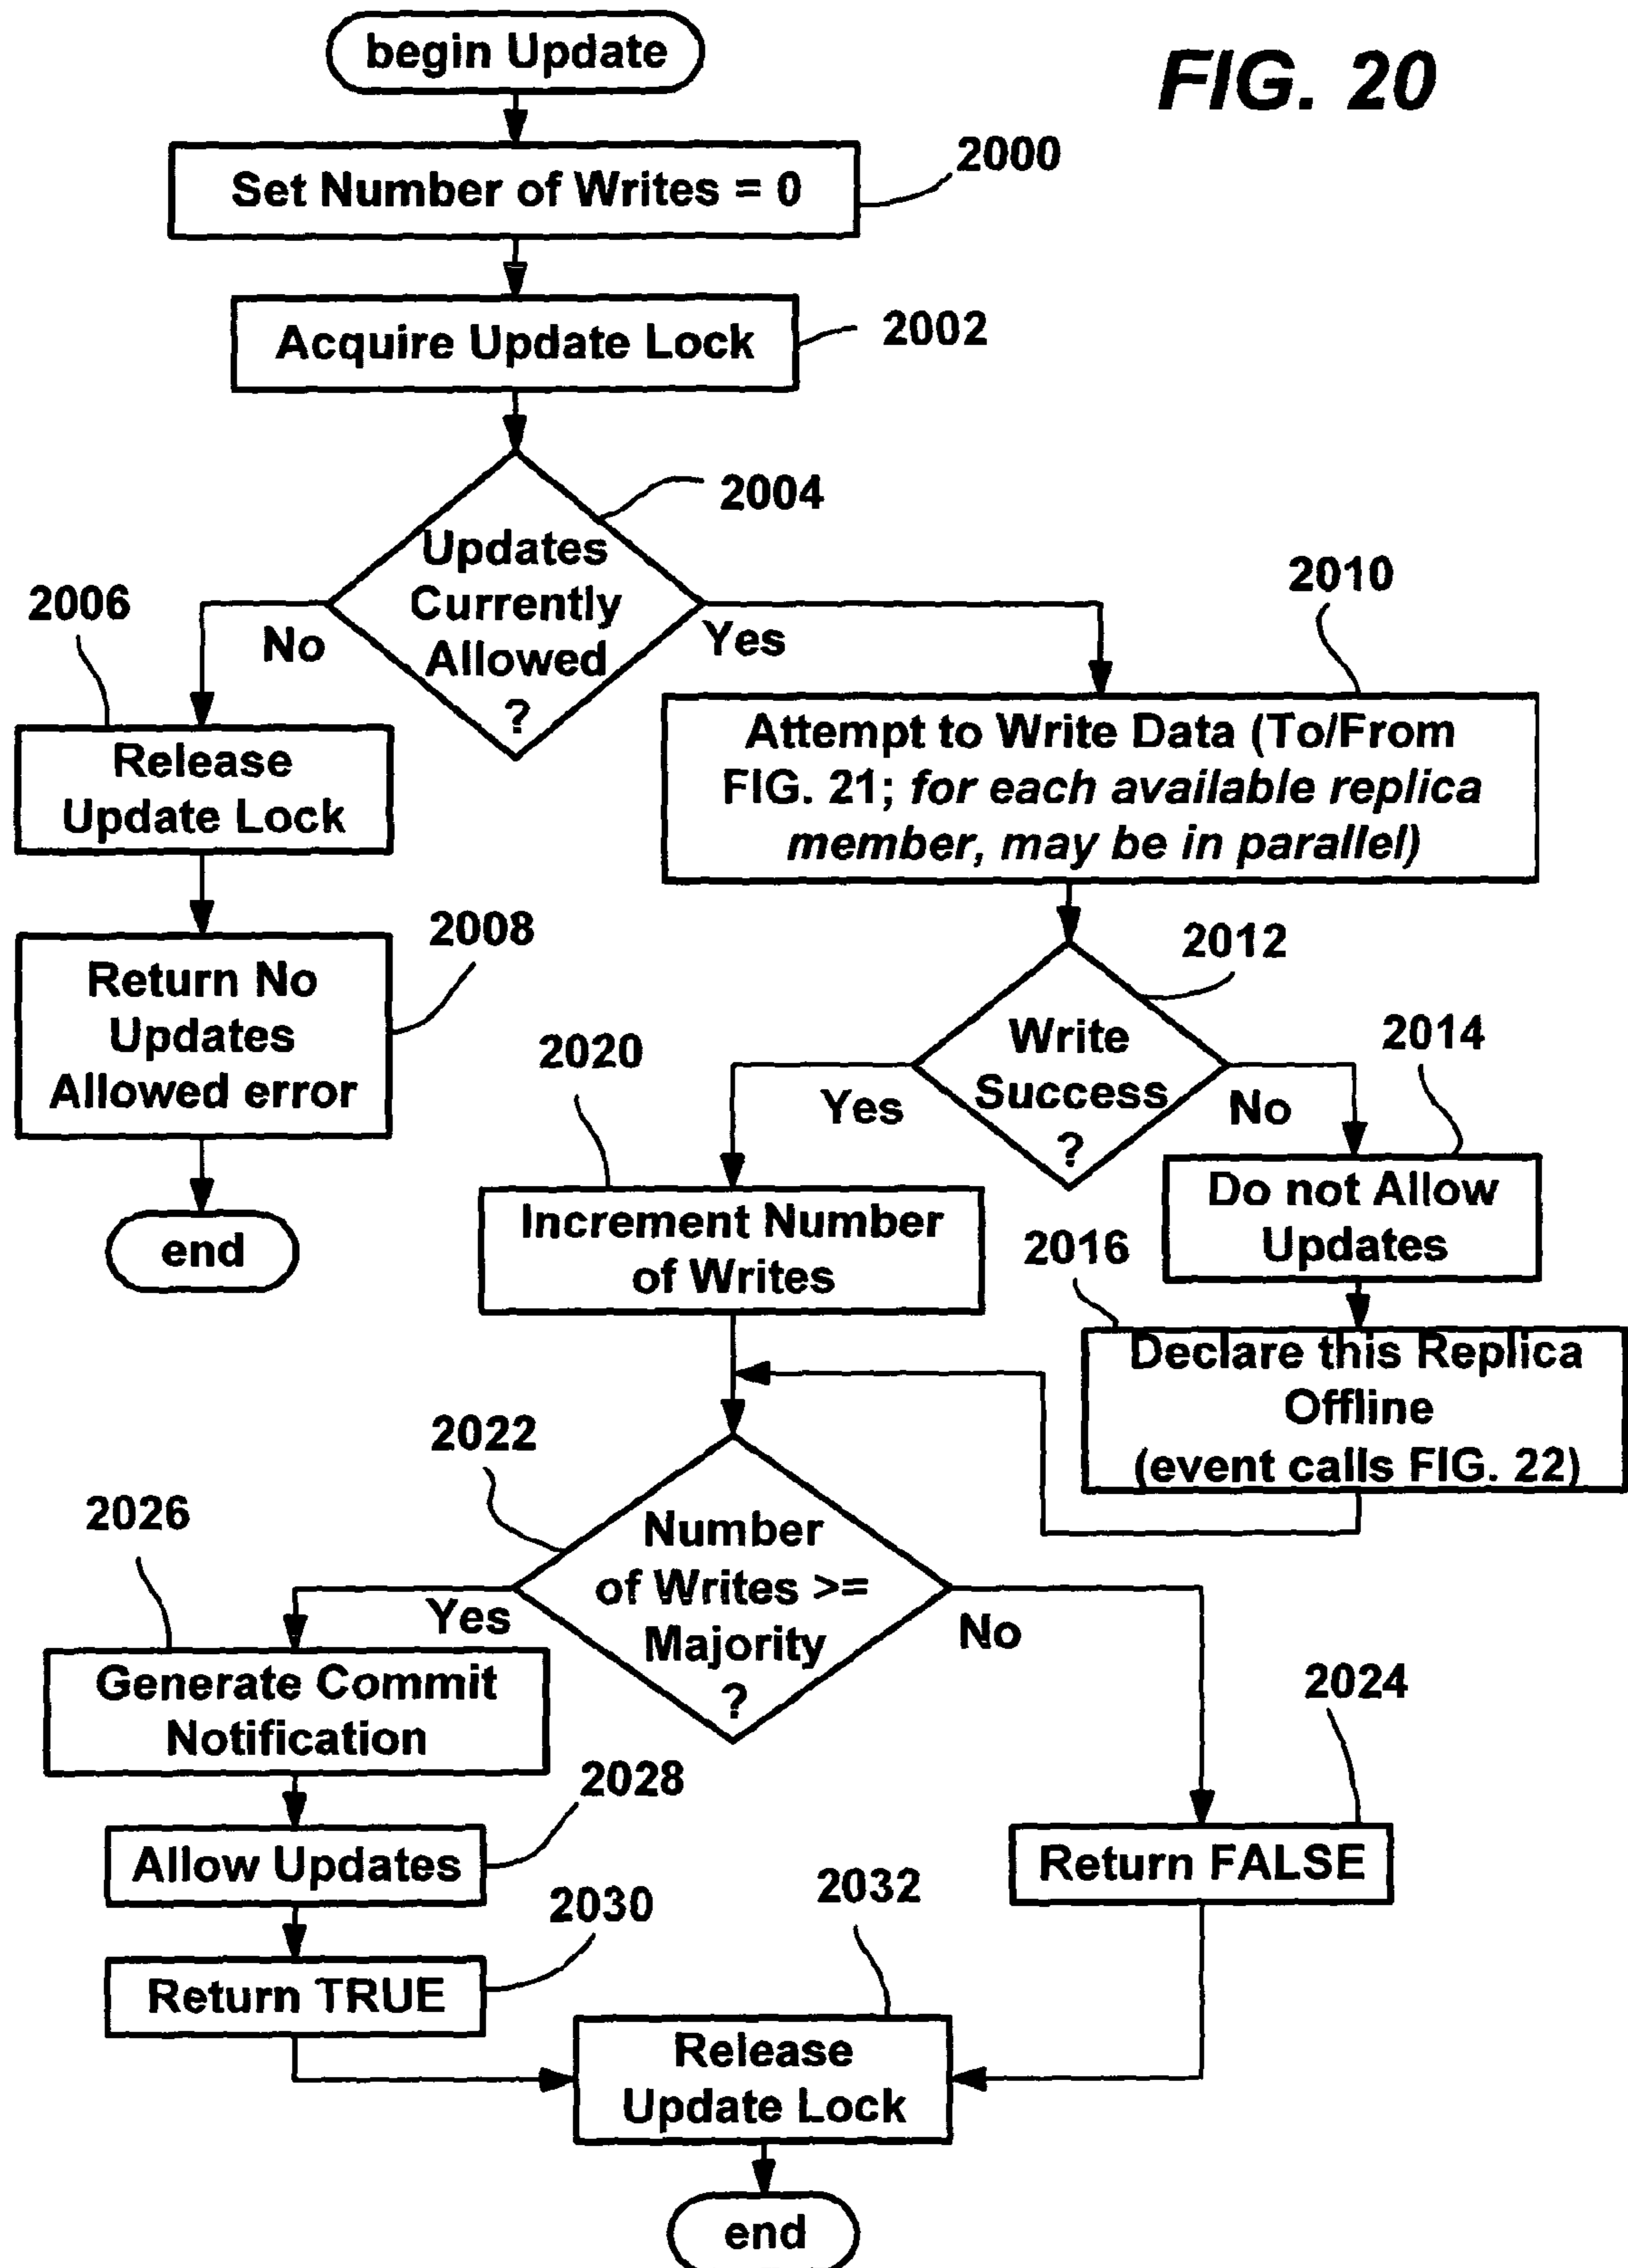 begin Update
FIG. 20
2000
Set Number of Writes = 0
2002
Acquire Update Lock
2004
Updates
Currently
Allowed
?
No
Yes
2006
Release
Update Lock
2008
Return No
Updates
Allowed error
end
2010
Attempt to Write Data (To/From
FIG. 21; for each available replica
member, may be in parallel)
2012
Write
Success
?
Yes
No
2014
Do not Allow
Updates
2016
Declare this Replica
Offline
(event calls FIG. 22)
2020
Increment Number
of Writes
2022
Number
of Writes >=
Majority
?
Yes
No
2026
Generate Commit
Notification
2028
Allow Updates
2030
Return TRUE
2024
Return FALSE
2032
Release
Update Lock
end